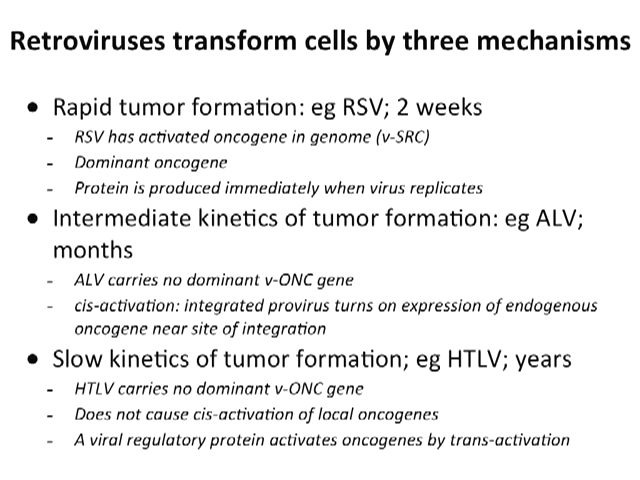 Retroviruses transform cells by three mechanisms
● Rapid tumor formation: eg RSV; 2 weeks
- RSV has activated oncogene in genome (v-SRC)
- Dominant oncogene
- Protein is produced immediately when virus replicates
● Intermediate kinetics of tumor formation: eg ALV;
months
- ALV carries no dominant v-ONC gene
- cis-activation: integrated provirus turns on expression of endogenous
oncogene near site of integration
● Slow kinetics of tumor formation; eg HTLV; years
- HTLV carries no dominant v-ONC gene
- Does not cause cis-activation of local oncogenes
- A viral regulatory protein activates oncogenes by trans-activation